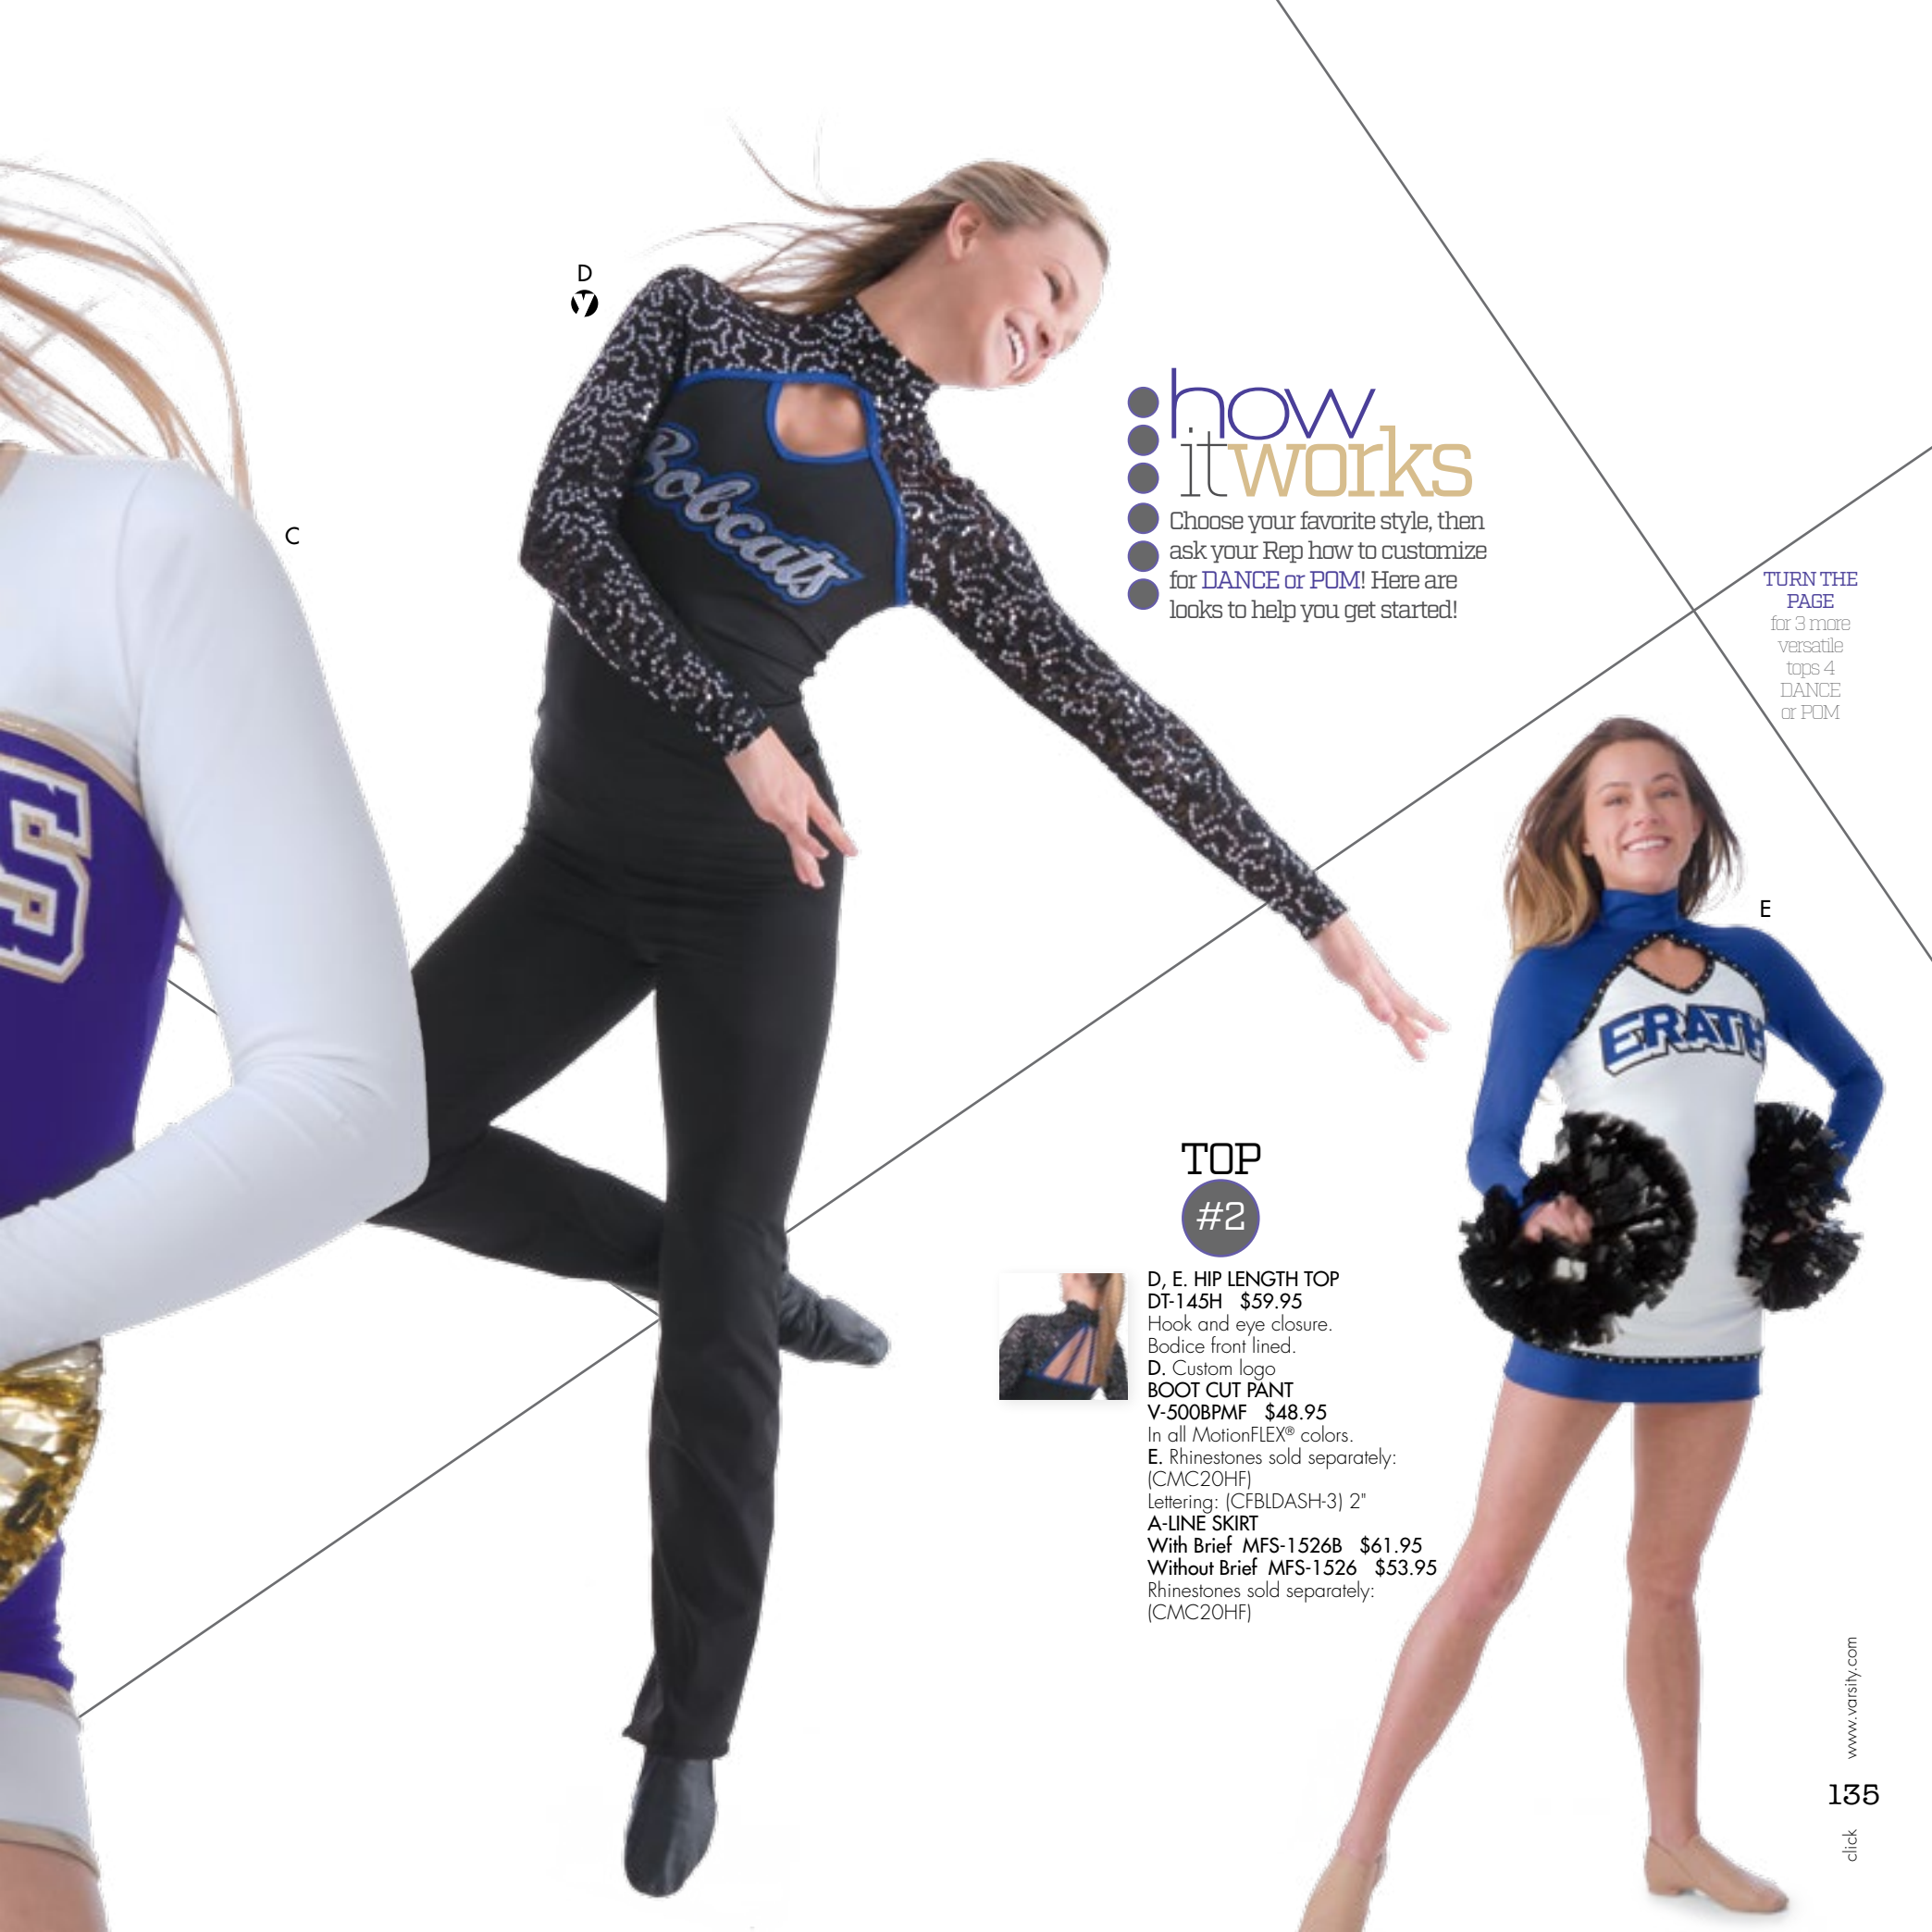 D
C
S
Bobcats
how
itworks
Choose your favorite style, then
ask your Rep how to customize
for DANCE or POM! Here are
looks to help you get started!
TURN THE
PAGE
for 3 more
versatile
tops 4
DANCE
or POM
E
ERATH
TOP
#2
D, E. HIP LENGTH TOP
DT-145H $59.95
Hook and eye closure.
Bodice front lined.
D. Custom logo
BOOT CUT PANT
V-500BPMF $48.95
In all MotionFLEX® colors.
E. Rhinestones sold separately:
(CMC20HF)
Lettering: (CFBLDASH-3) 2"
A-LINE SKIRT
With Brief MFS-1526B $61.95
Without Brief MFS-1526 $53.95
Rhinestones sold separately:
(CMC20HF)
www.varsity.com
135
click